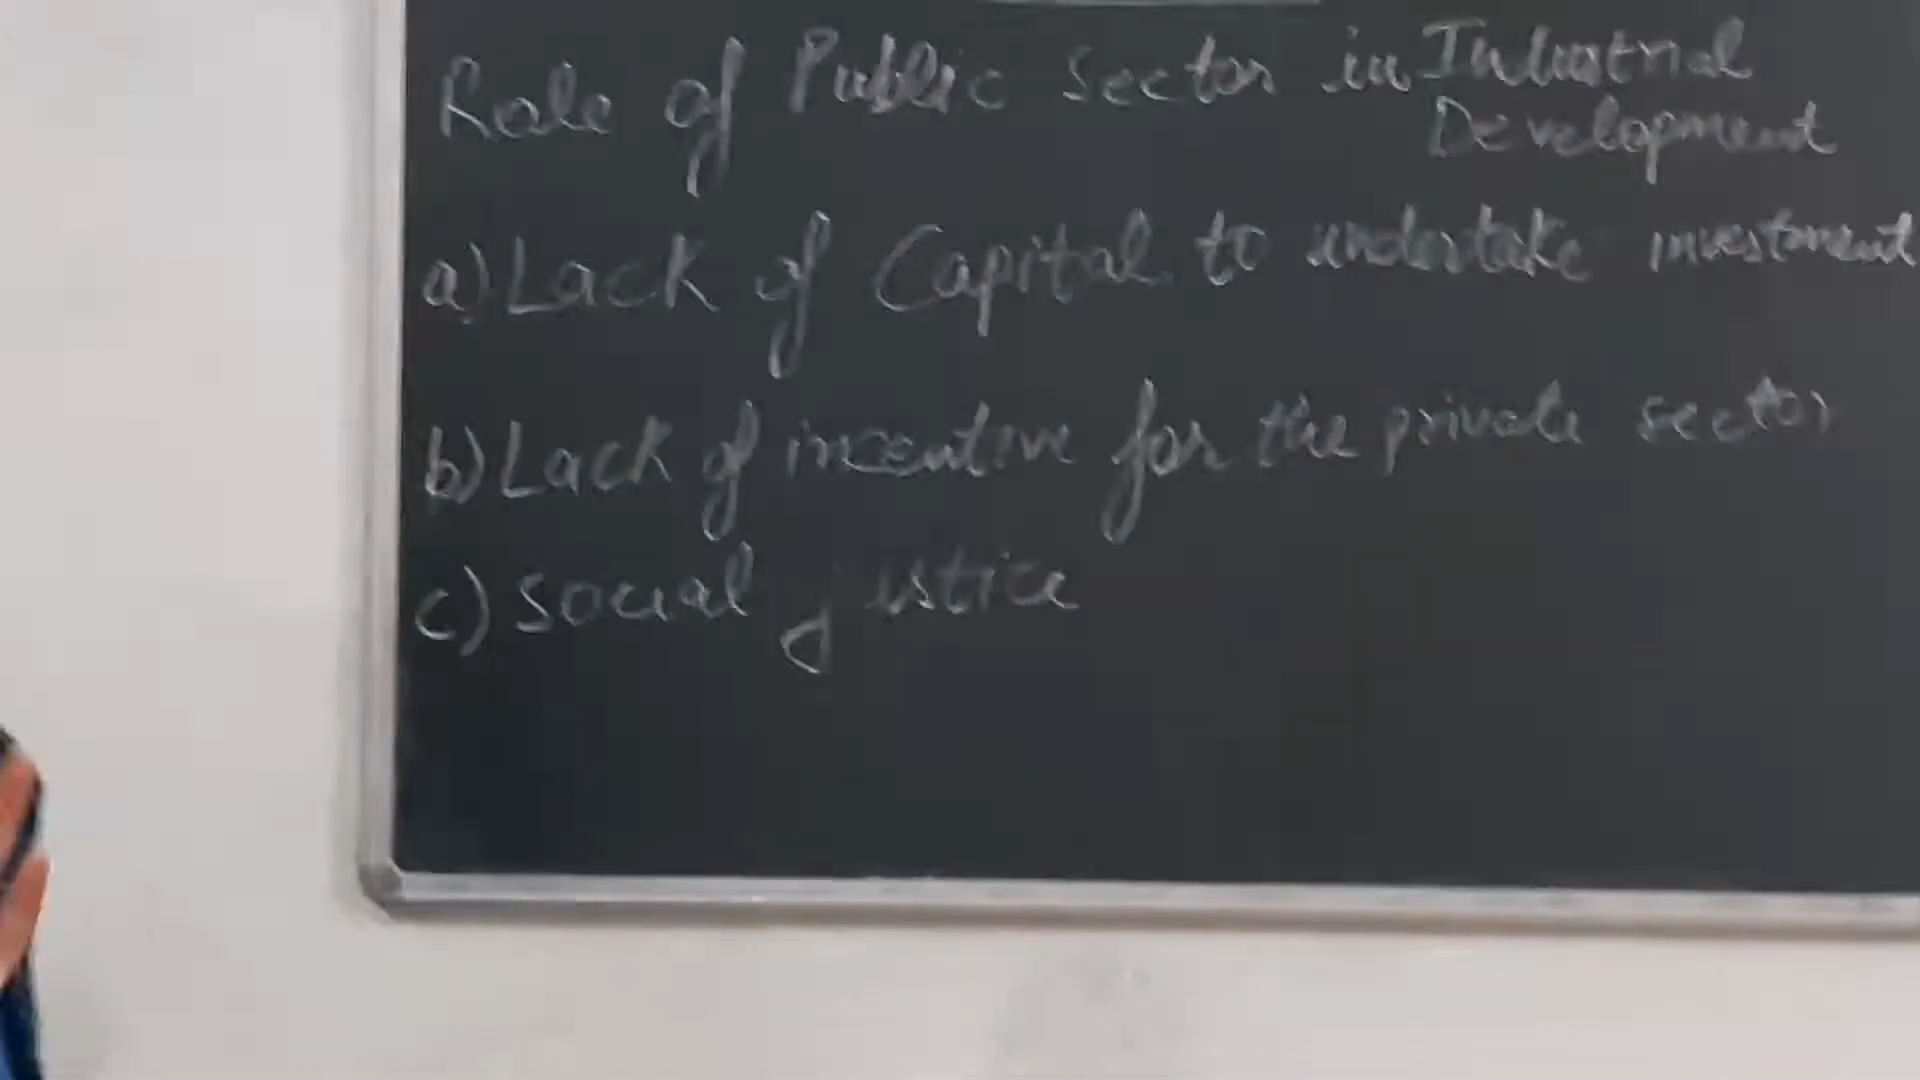 Role of Public Sector in Industrial
Development
a) Lack of Capital to undertake investment
b) Lack of incentive for the private sector
c) Social justice